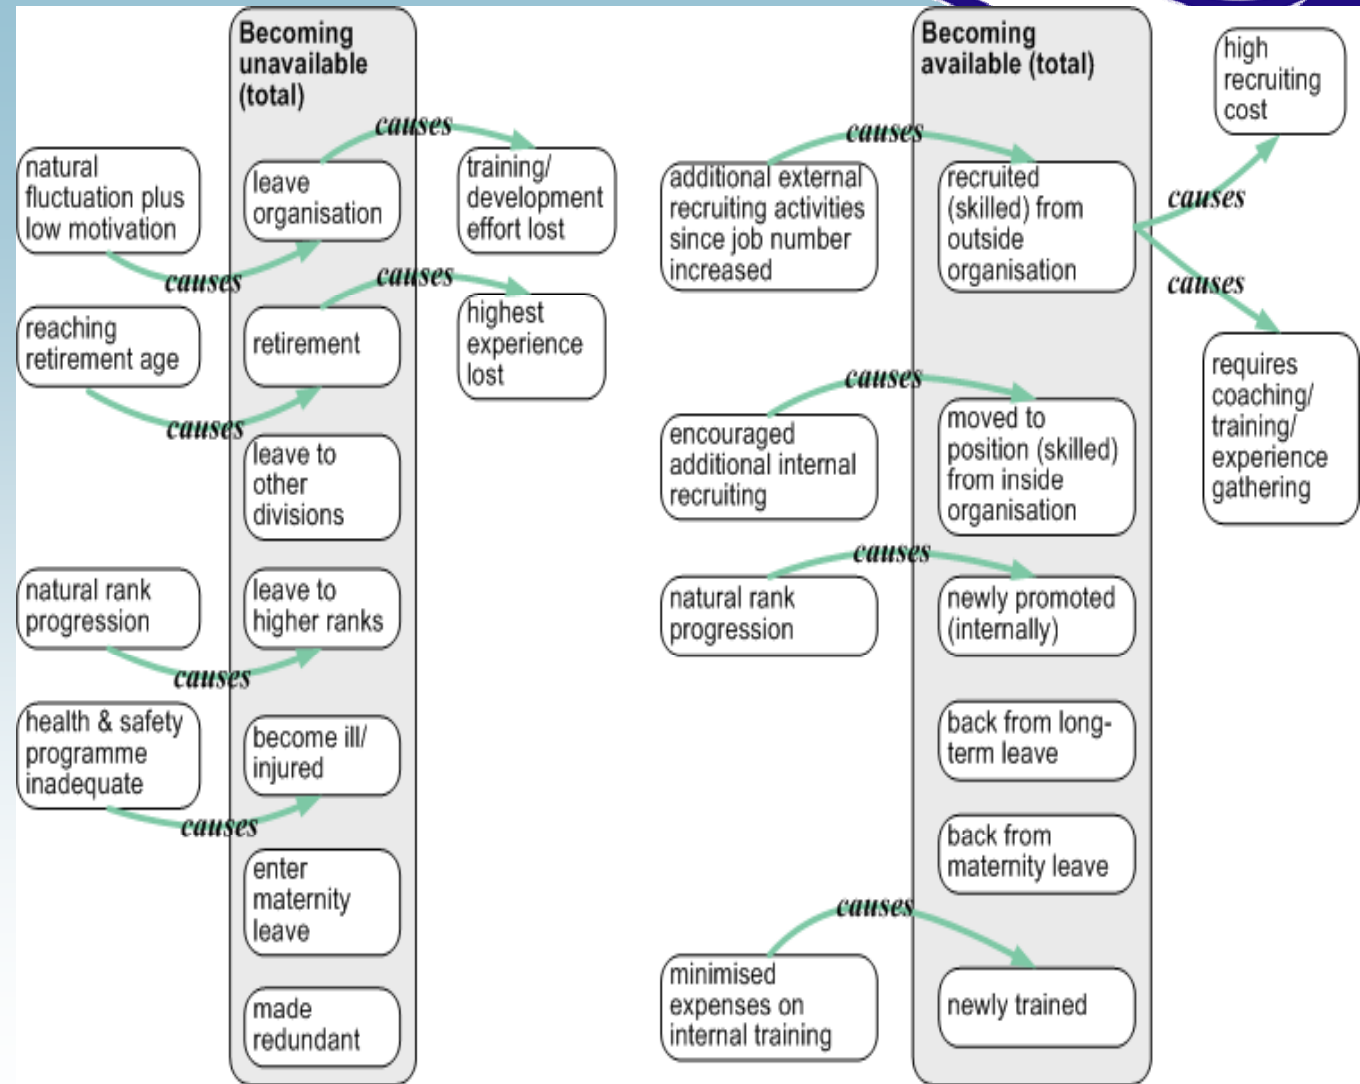 Becoming
unavailable
(total)
natural
fluctuation plus
low motivation
causes
leave
organisation
causes
training/
development
effort lost
reaching
retirement age
causes
retirement
causes
highest
experience
lost
leave to
other
divisions
natural rank
progression
causes
leave to
higher ranks
health & safety
programme
inadequate
causes
become ill/
injured
enter
maternity
leave
made
redundant
Becoming
available (total)
additional external
recruiting activities
since job number
increased
causes
recruited
(skilled) from
outside
organisation
causes
high
recruiting
cost
causes
requires
coaching/
training/
experience
gathering
encouraged
additional internal
recruiting
causes
moved to
position (skilled)
from inside
organisation
natural rank
progression
causes
newly promoted
(internally)
back from long-
term leave
back from
maternity leave
minimised
expenses on
internal training
causes
newly trained